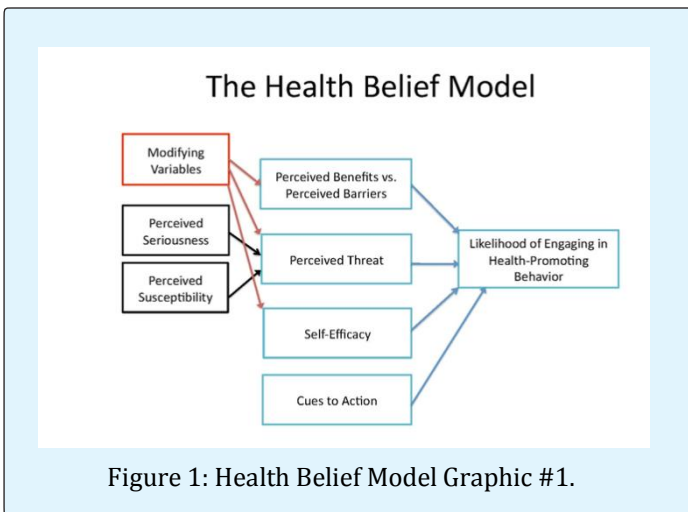 The Health Belief Model
Modifying
Variables
Perceived Benefits vs.
Perceived Barriers
Perceived
Seriousness
Perceived Threat
Likelihood of Engaging in
Health-Promoting
Behavior
Perceived
Susceptibility
Self-Efficacy
Cues to Action
Figure 1: Health Belief Model Graphic #1.